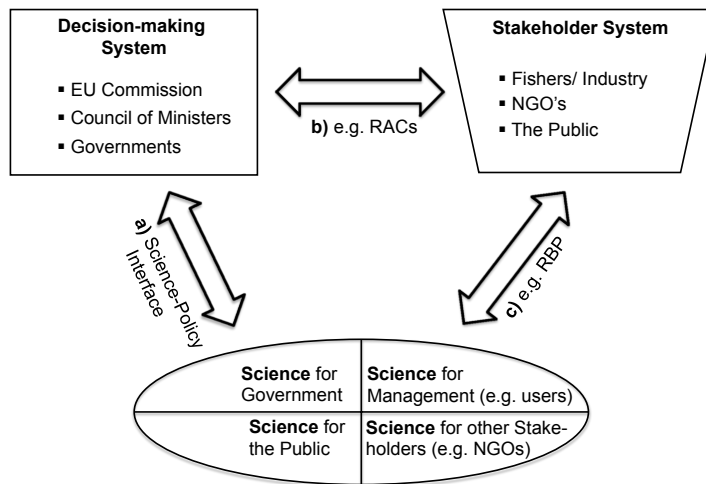 Decision-making
System
▪ EU Commission
▪ Council of Ministers
▪ Governments
Stakeholder System
▪ Fishers/ Industry
▪ NGO's
▪ The Public
b) e.g. RACs
a) Science-Policy
Interface
c) e.g. RBP
Science for
Government
Science for
Management (e.g. users)
Science for
the Public
Science for other Stake-
holders (e.g. NGOs)